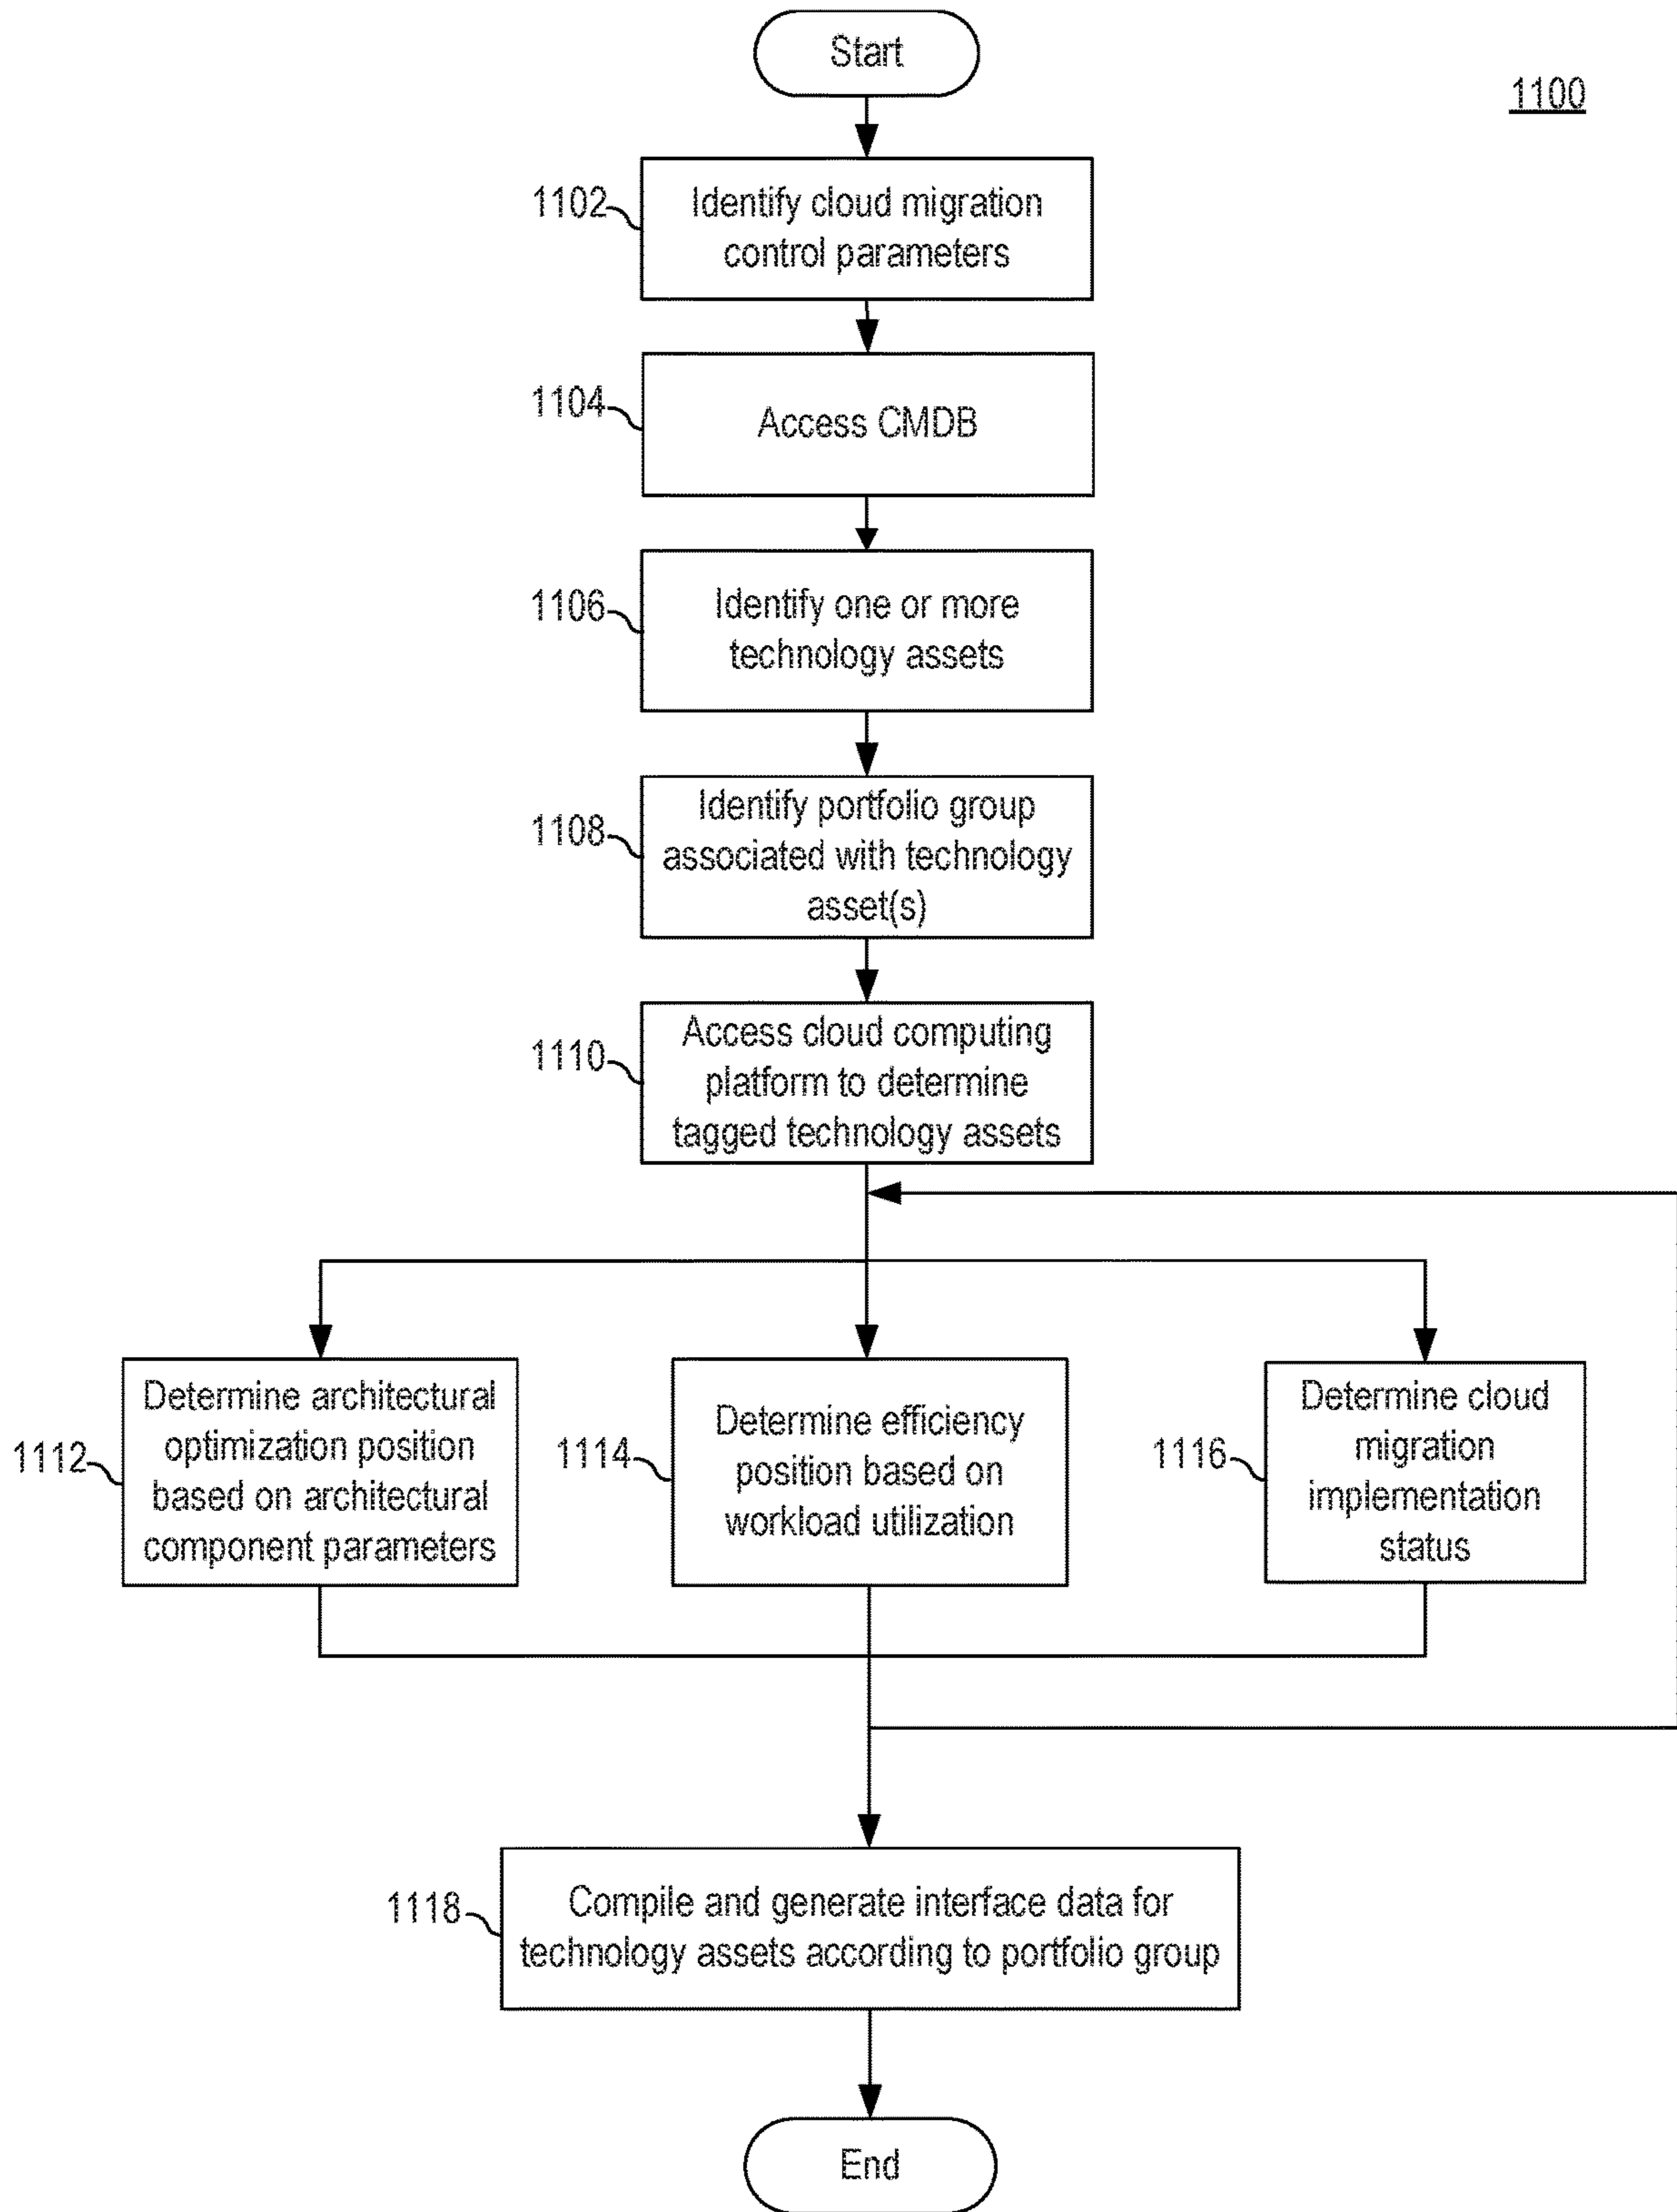 Start
1100
1102
Identify cloud migration
control parameters
1104
Access CMDB
1106
Identify one or more
technology assets
1108
Identify portfolio group
associated with technology
asset(s)
1110
Access cloud computing
platform to determine
tagged technology assets
1112
Determine architectural
optimization position
based on architectural
component parameters
1114
Determine efficiency
position based on
workload utilization
1116
Determine cloud
migration
implementation
status
1118
Compile and generate interface data for
technology assets according to portfolio group
End